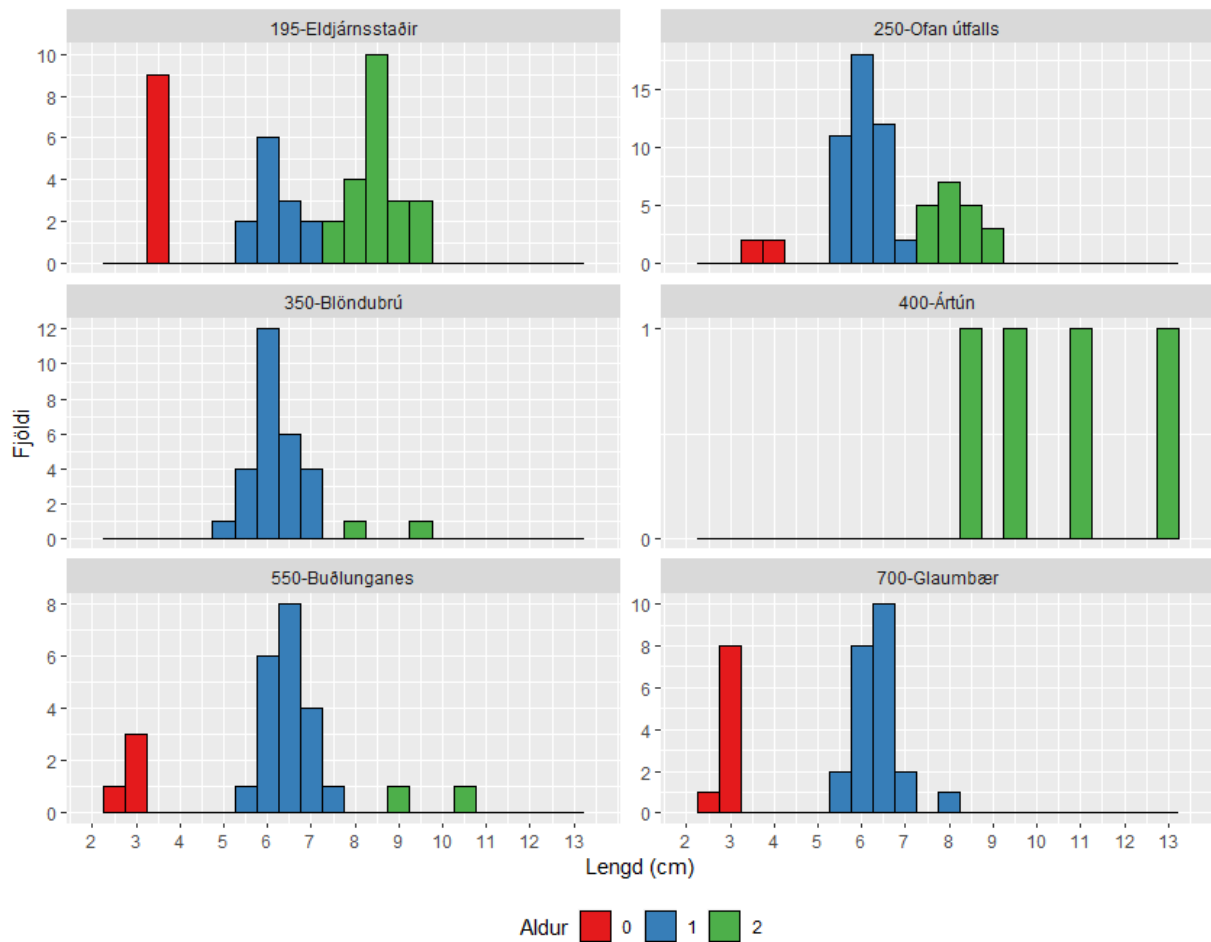 195-Eldjárnsstaðir
250-Ofan útfalls
10
8
6
4
2
0
15
10
5
0
350-Blöndubrú
400-Ártún
12
10
8
6
4
2
0
1
0
Fjöldi
550-Buðlunganes
700-Glaumbær
8
6
4
2
0
10
8
6
4
2
0
2 3 4 5 6 7 8 9 10 11 12 13
2 3 4 5 6 7 8 9 10 11 12 13
Lengd (cm)
Aldur 0 1 2